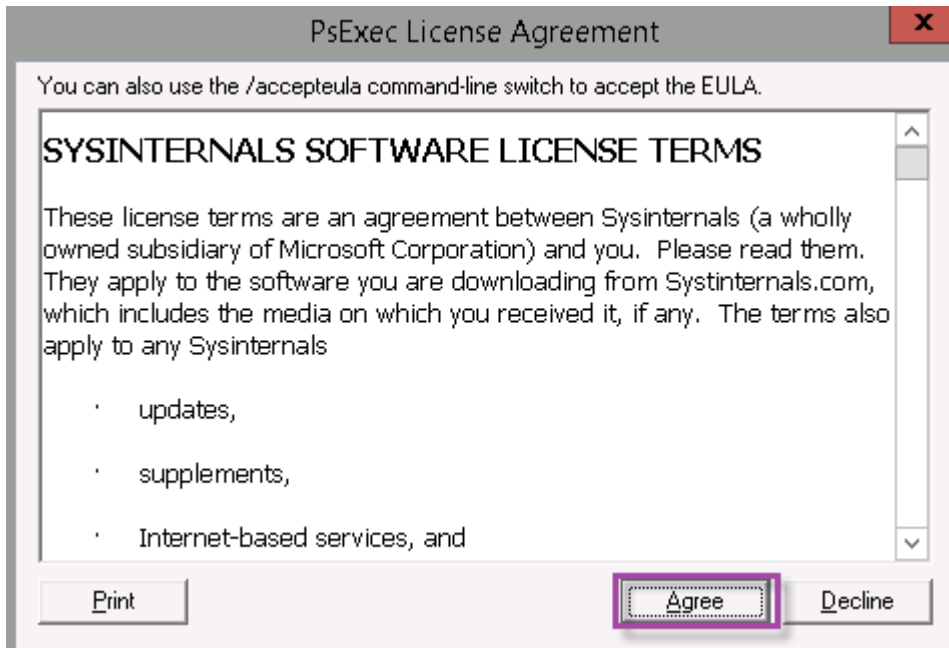 PsExec License Agreement
x
You can also use the /accepteula command-line switch to accept the EULA.
SYSINTERNALS SOFTWARE LICENSE TERMS
These license terms are an agreement between Sysinternals (a wholly
owned subsidiary of Microsoft Corporation) and you.  Please read them.
They apply to the software you are downloading from Systinternals.com,
which includes the media on which you received it, if any.  The terms also
apply to any Sysinternals
· updates,
· supplements,
· Internet-based services, and
Print Agree Decline